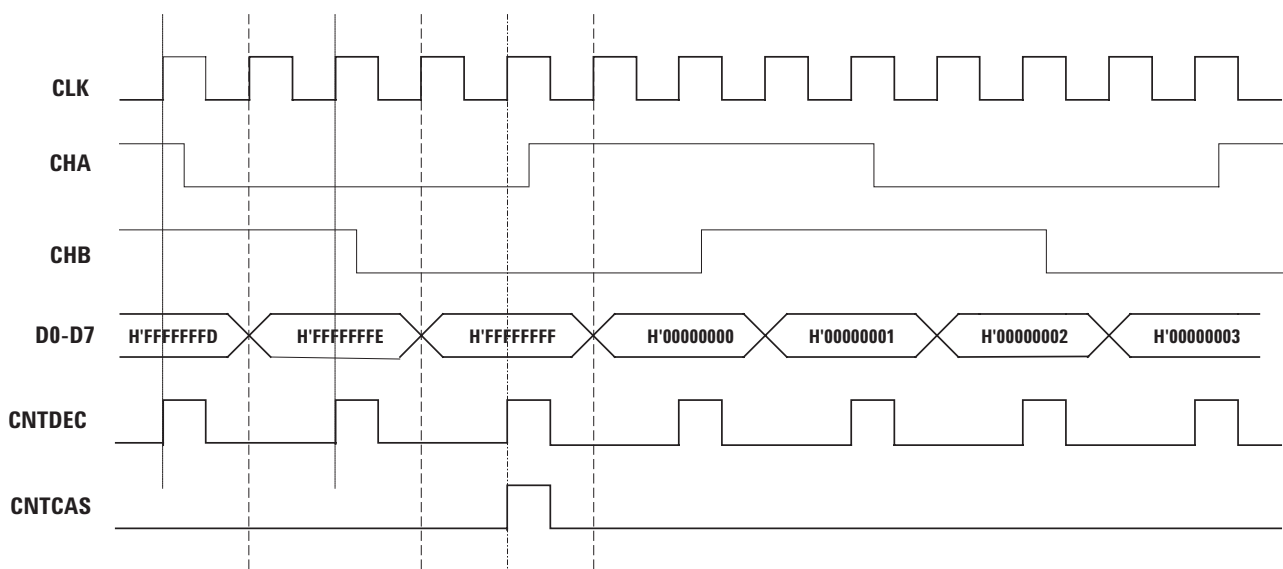 CLK
CHA
CHB
D0-D7 H'FFFFFFFD H'FFFFFFFE H'FFFFFFFF H'00000000 H'00000001 H'00000002 H'00000003
CNTDEC
CNTCAS